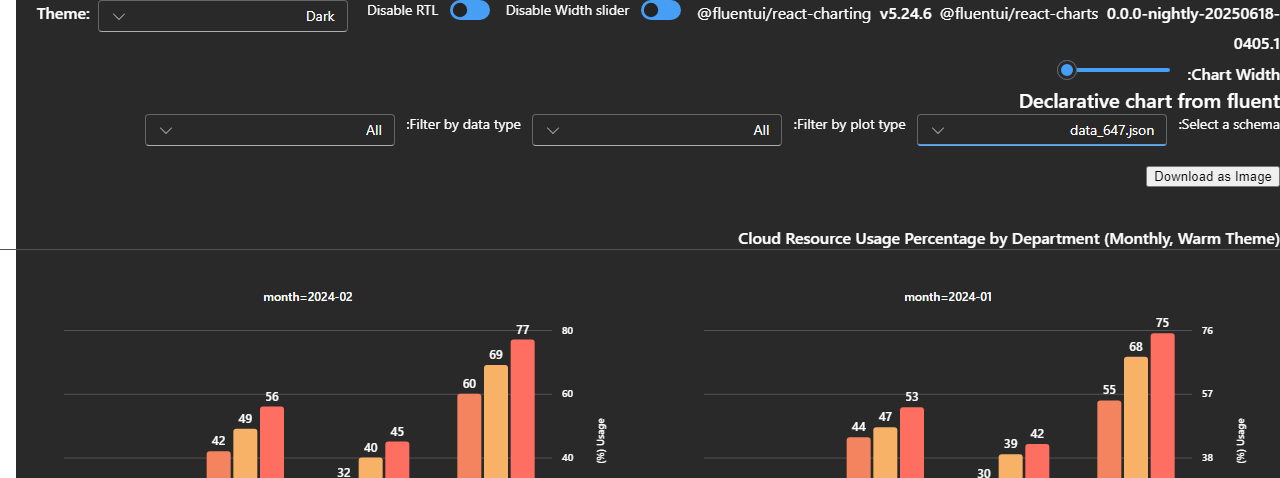 Theme: Dark Disable RTL Disable Width slider @fluentui/react-charting v5.24.6 @fluentui/react-charts 0.0.0-nightly-20250618-
0405.1
:Chart Width
Declarative chart from fluent
:Select a schema data_647.json :Filter by plot type All :Filter by data type All
Download as Image
Cloud Resource Usage Percentage by Department (Monthly, Warm Theme)
month=2024-01
76
57
38
(%) Usage
75
68
55
42
39
30
53
47
44
month=2024-02
80
60
40
(%) Usage
77
69
60
45
40
32
56
49
42